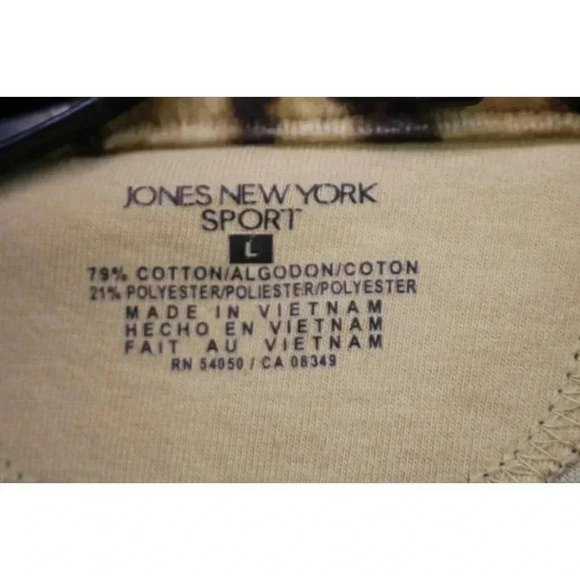 JONES NEW YORK
SPORT
L
79% COTTON/ALGODON/COTON
21% POLYESTER/POLIESTER/POLYESTER
MADE IN VIETNAM
HECHO EN VIETNAM
FAIT AU VIETNAM
RN 54050 / CA 08349